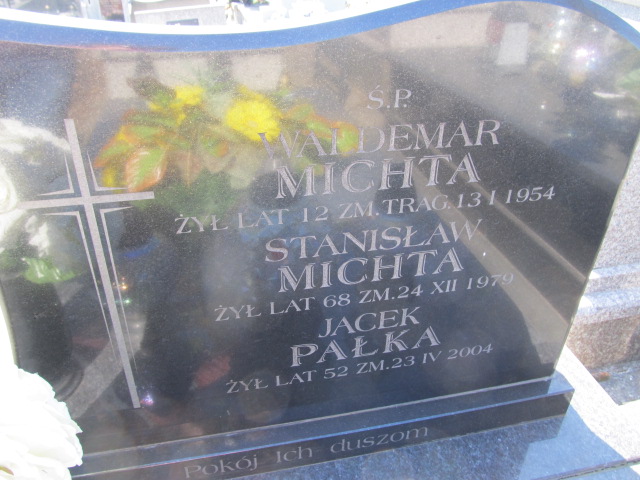 Ś.P.
WALDEMAR
MICHTA
ŻYŁ LAT 12 ZM. TRAG. 13 I 1954
STANISŁAW
MICHTA
ŻYŁ LAT 68 ZM. 24 XII 1979
JACEK
PAŁKA
ŻYŁ LAT 52 ZM. 23 IV 2004
Pokój Ich duszom